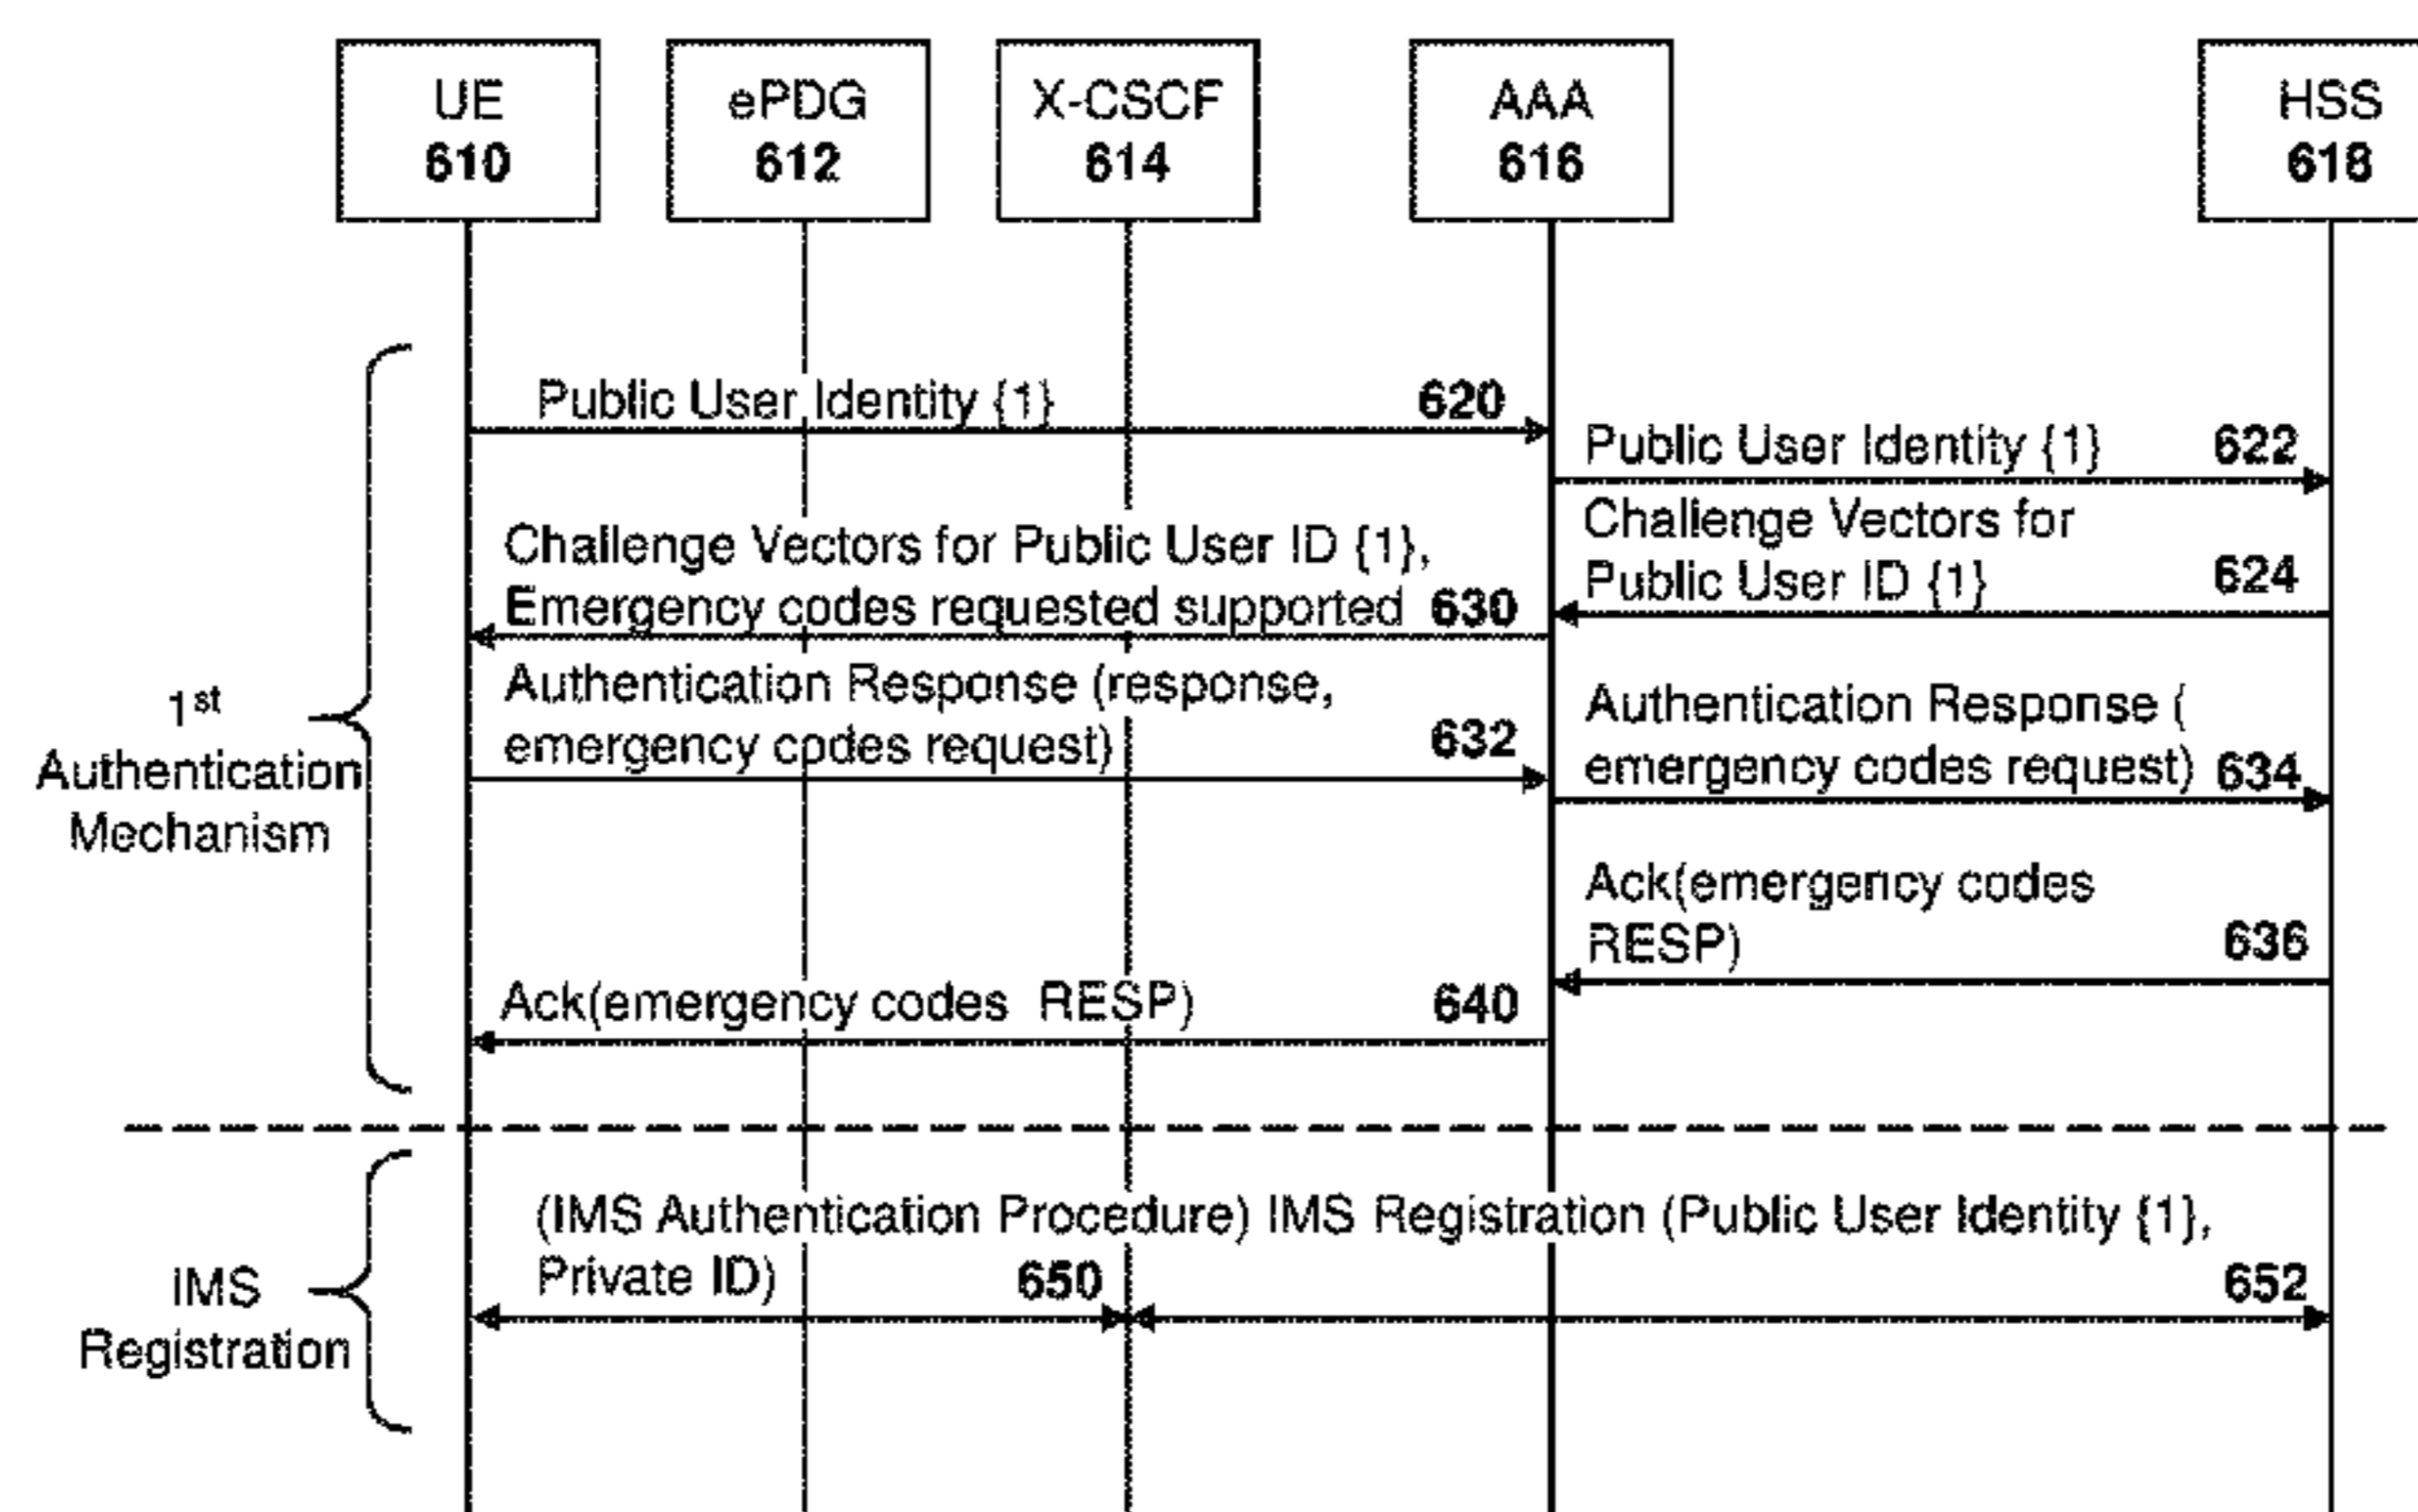 UE
610
ePDG
612
X-CSCF
614
AAA
616
HSS
618
Public User Identity {1}
620
Public User Identity {1}
622
Challenge Vectors for
Public User ID {1}
624
Challenge Vectors for Public User ID {1},
Emergency codes requested supported 630
Authentication Response (response,
emergency codes request)
632
Authentication Response (
emergency codes request) 634
Ack(emergency codes
RESP)
636
Ack(emergency codes RESP)
640
1st
Authentication
Mechanism
(IMS Authentication Procedure) IMS Registration (Public User Identity {1},
Private ID)
650
652
IMS
Registration